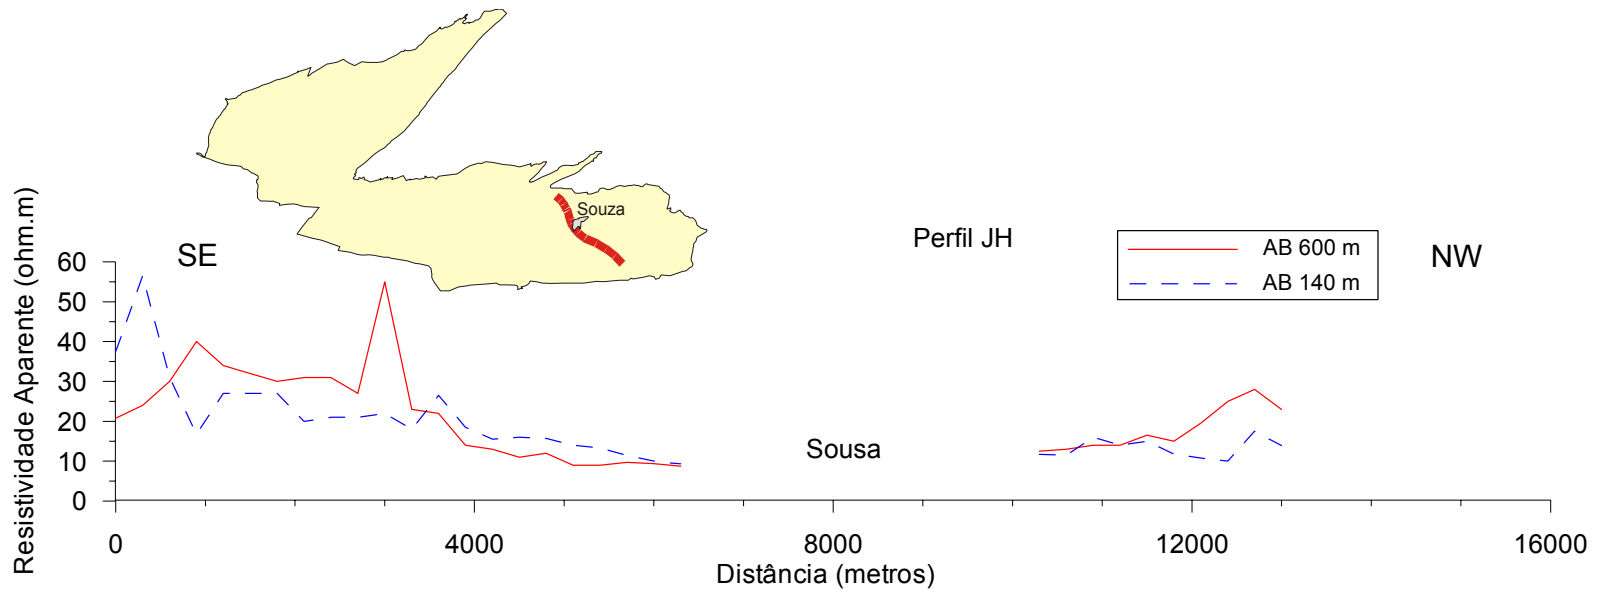 Souza
Perfil JH
SE
NW
AB 600 m
AB 140 m
Resistividade Aparente (ohm.m)
60
50
40
30
20
10
0
Sousa
0
4000
8000
12000
16000
Distância (metros)